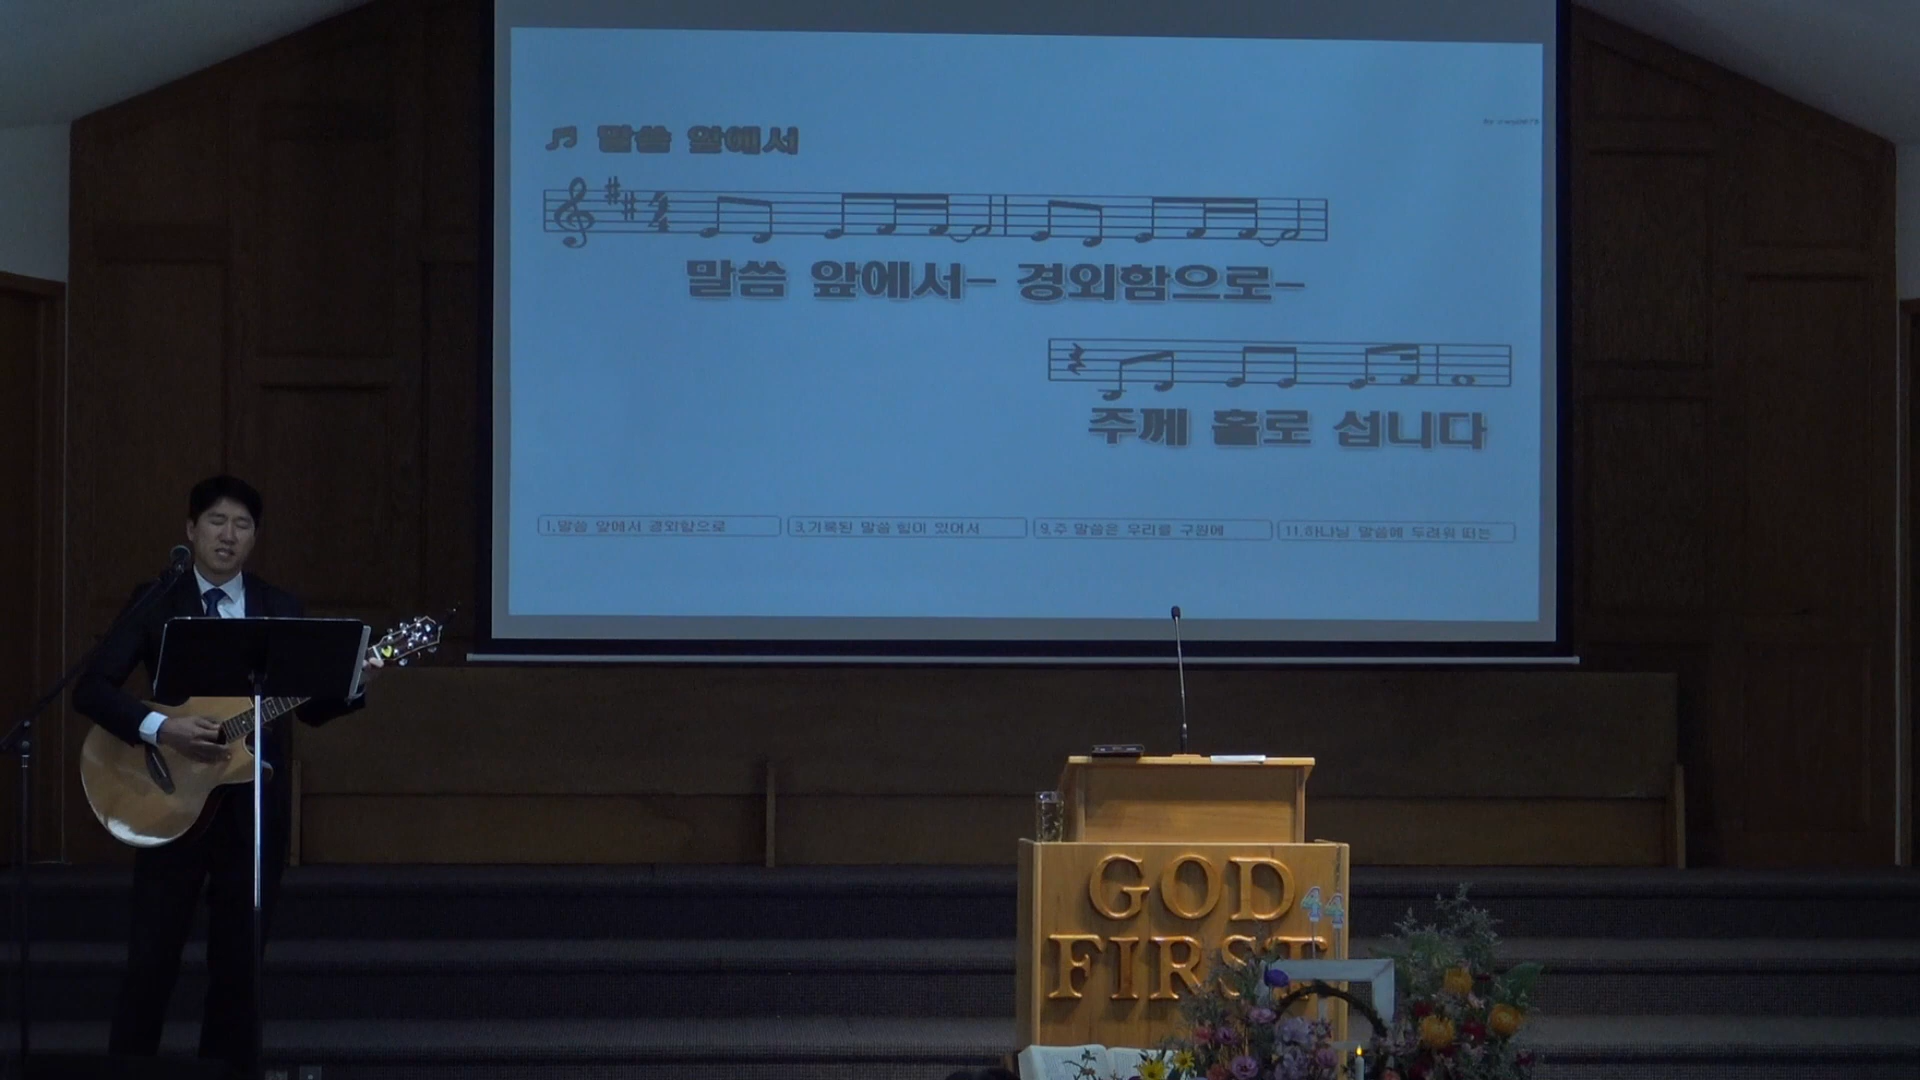 말씀 앞에서
말씀 앞에서- 경외함으로-
주께 홀로 섭니다
1.말씀 앞에서 경외함으로
3.기록된 말씀 힘이 있어서
9.주 말씀은 우리를 구원에
11.하나님 말씀에 두려워 떠는
GOD
44
FIRST